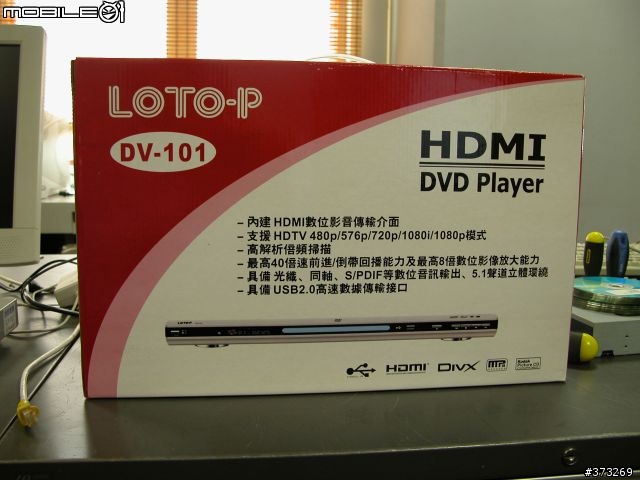 MOBILE01
LOTO-P
DV-101
HDMI
DVD Player
– 內建 HDMI數位影音傳輸介面
– 支援 HDTV 480p/576p/720p/1080i/1080p模式
– 高解析倍頻掃描
– 最高40倍速前進/倒帶回播能力及最高8倍數位影像放大能力
– 具備 光纖、同軸、S/PDIF等數位音訊輸出、5.1聲道立體環繞
– 具備 USB2.0高速數據傳輸接口
LOTO-P
HDMI
DIVX
MP3
Kodak
Picture CD
#373269